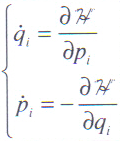 q̇ᵢ = ∂ℋ/∂pᵢ
ṗᵢ = −∂ℋ/∂qᵢ